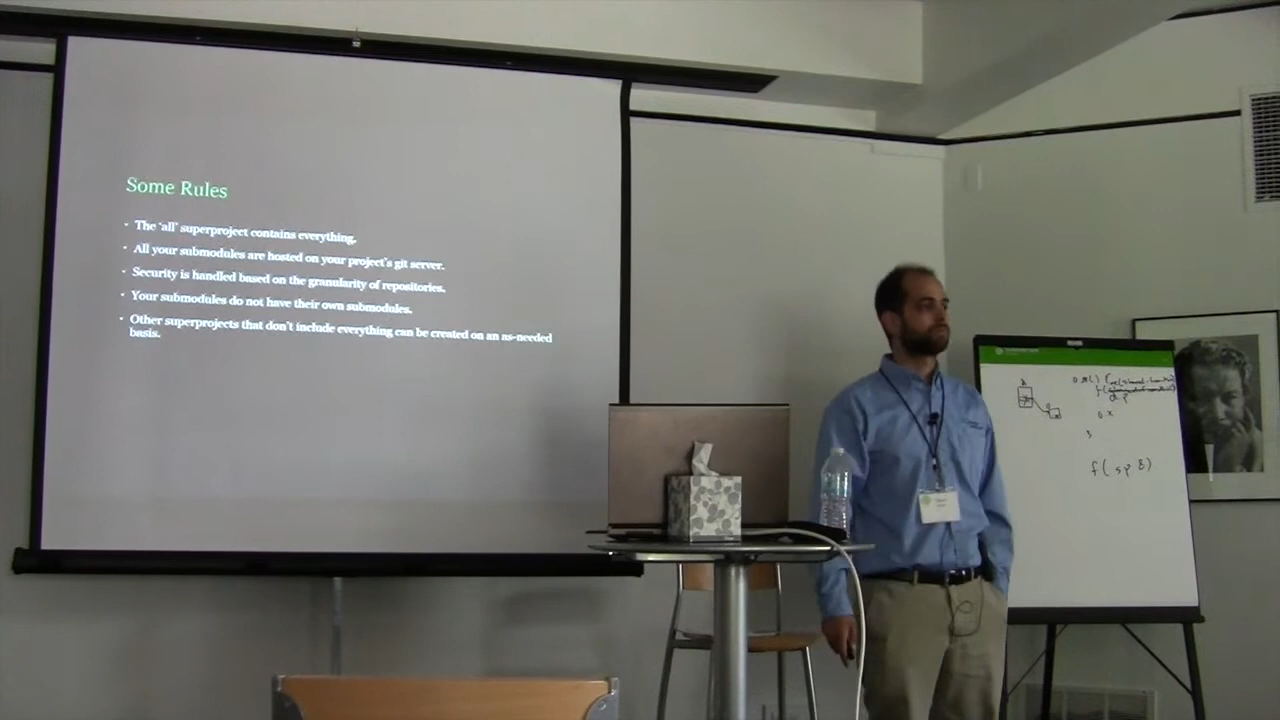 Some Rules
· The 'all' superproject contains everything.
· All your submodules are hosted on your project's git server.
· Security is handled based on the granularity of repositories.
· Your submodules do not have their own submodules.
· Other superprojects that don't include everything can be created on an as-needed
basis.
A
o.x
3
f(